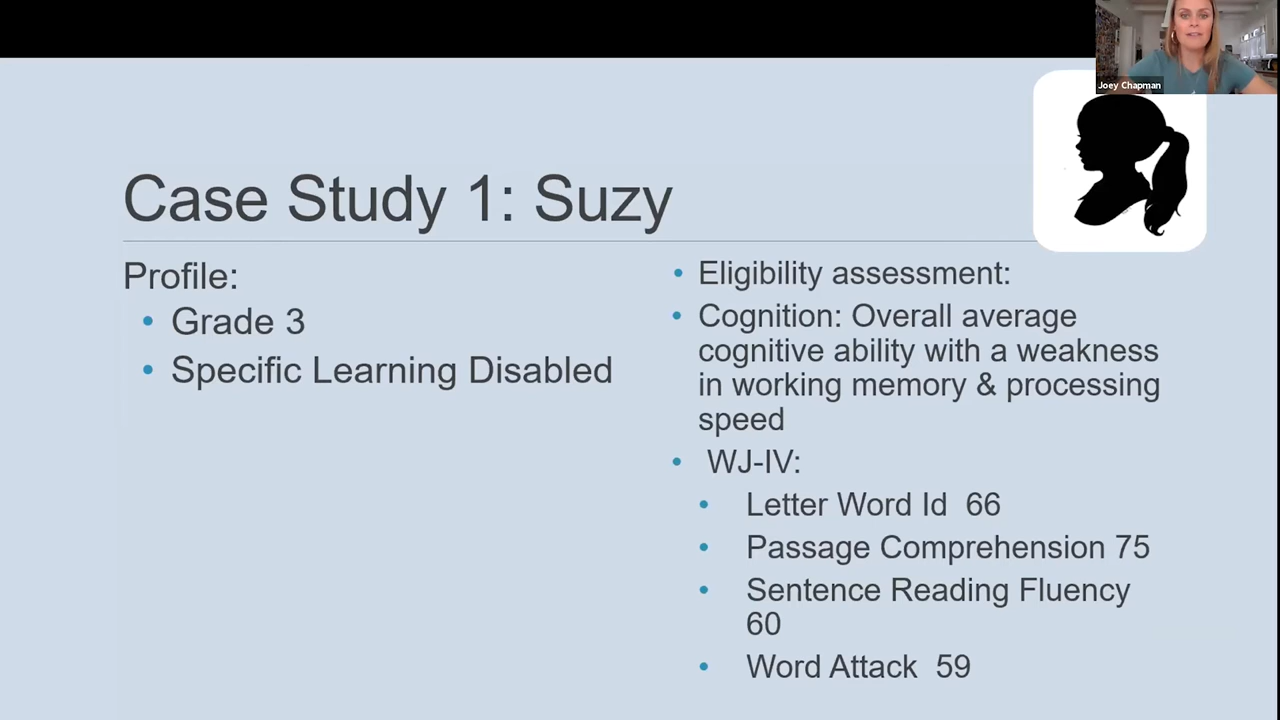 Joey Chapman
Case Study 1: Suzy
Profile:
• Grade 3
• Specific Learning Disabled
• Eligibility assessment:
• Cognition: Overall average
cognitive ability with a weakness
in working memory & processing
speed
• WJ-IV:
• Letter Word Id 66
• Passage Comprehension 75
• Sentence Reading Fluency
60
• Word Attack 59